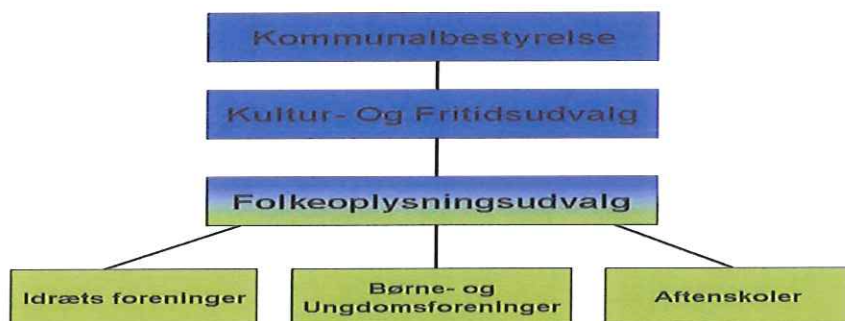 Kommunalbestyrelse
Kultur- Og Fritidsudvalg
Folkeoplysningsudvalg
Idræts foreninger
Børne- og
Ungdomsforeninger
Aftenskoler